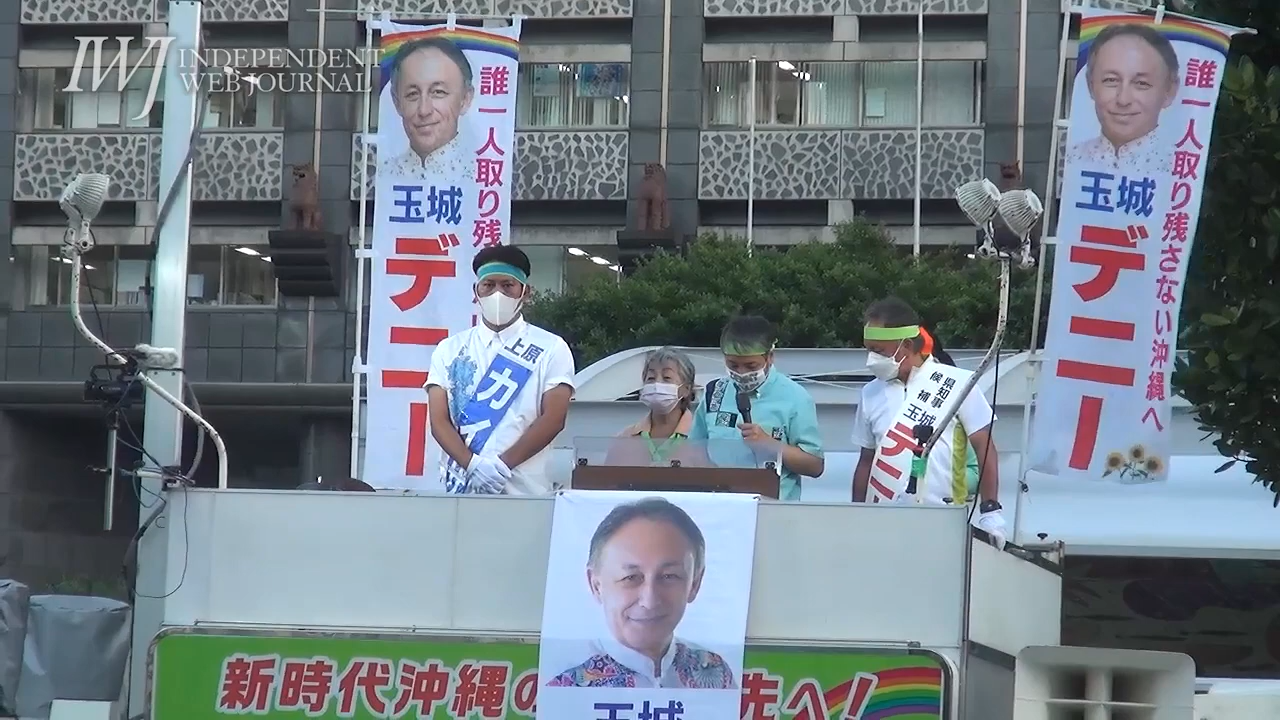 IWJ INDEPENDENT WEB JOURNAL
誰一人取り残
玉城
デニー
誰一人取り残さない沖縄へ
玉城
デニー
上原
カイ
県知事
候補
玉城
デニ
新時代沖縄の
先へ!
玉城